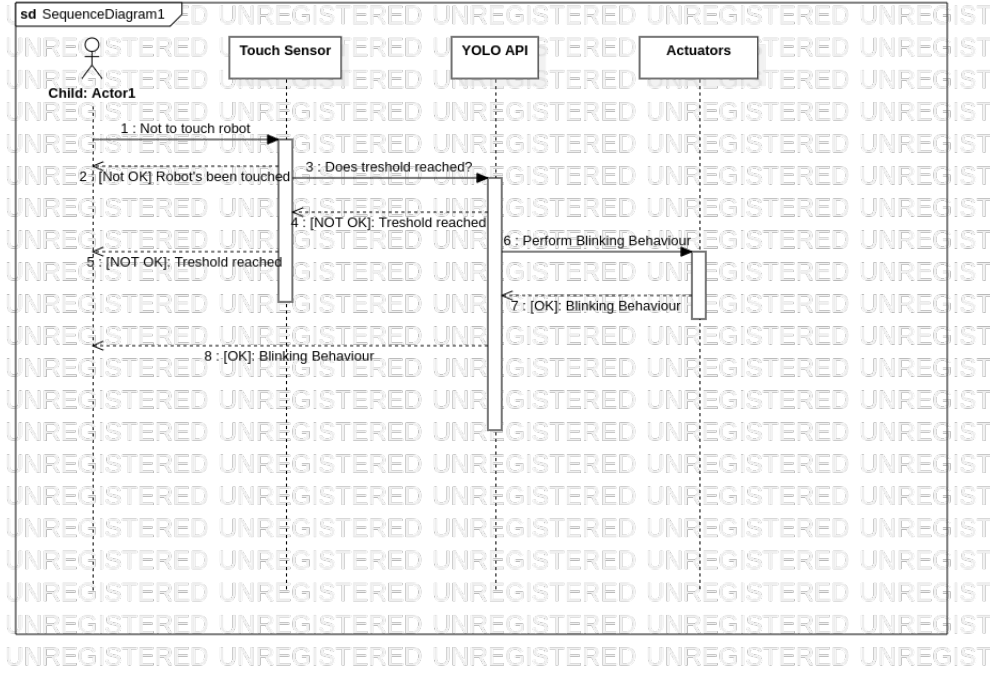 sd SequenceDiagram1
Touch Sensor
YOLO API
Actuators
Child: Actor1
1 : Not to touch robot
2 : [Not OK] Robot's been touched
3 : Does treshold reached?
4 : [NOT OK]: Treshold reached
5 : [NOT OK]: Treshold reached
6 : Perform Blinking Behaviour
7 : [OK]: Blinking Behaviour
8 : [OK]: Blinking Behaviour
UNREGISTERED UNREGISTERED UNREGISTERED UNREGISTERED UNREGIST